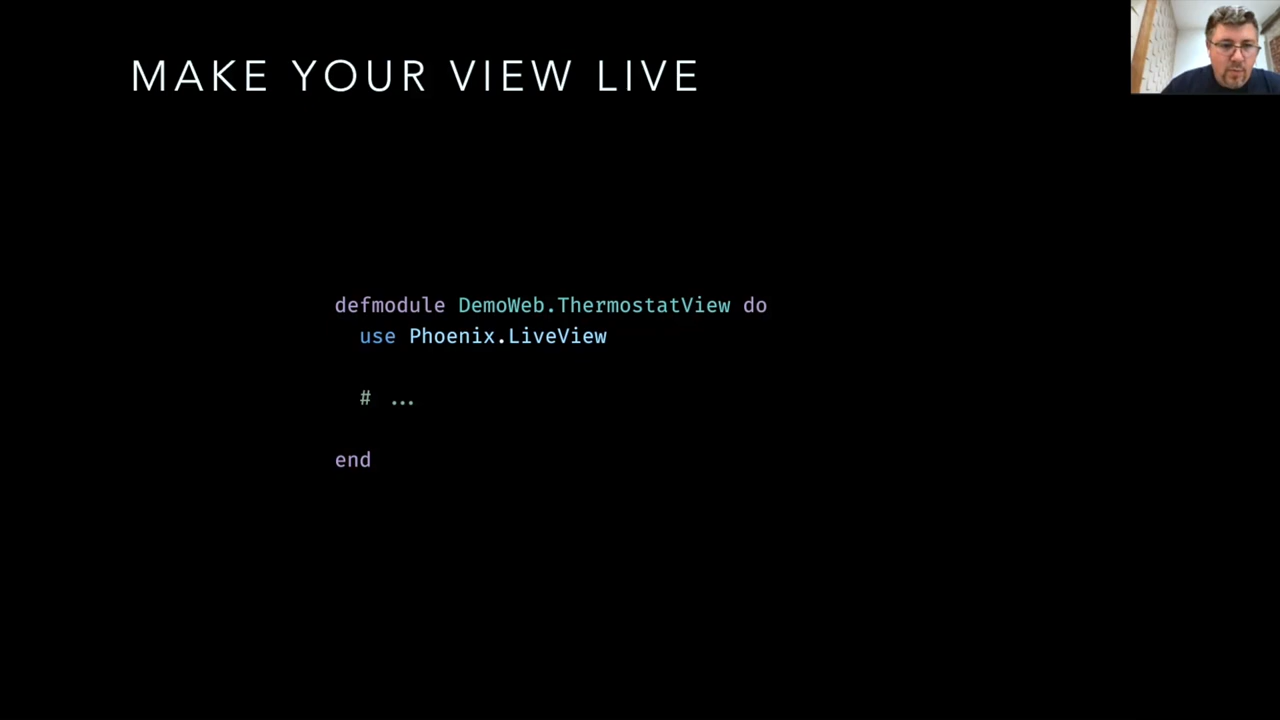 MAKE YOUR VIEW LIVE
defmodule DemoWeb.ThermostatView do
  use Phoenix.LiveView
  # ...
end